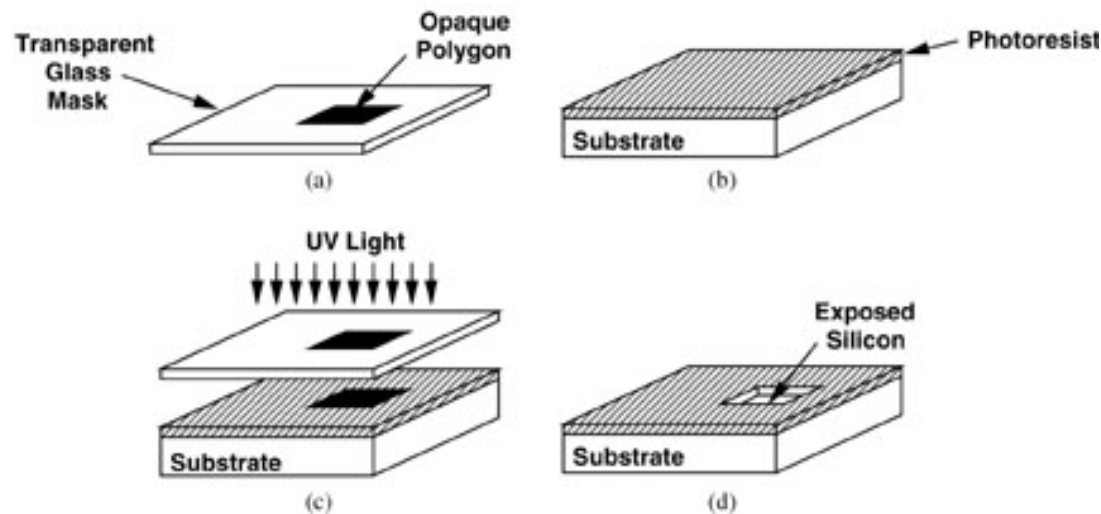 Transparent
Glass
Mask
Opaque
Polygon
(a)
Photoresist
Substrate
(b)
UV Light
Substrate
(c)
Exposed
Silicon
Substrate
(d)